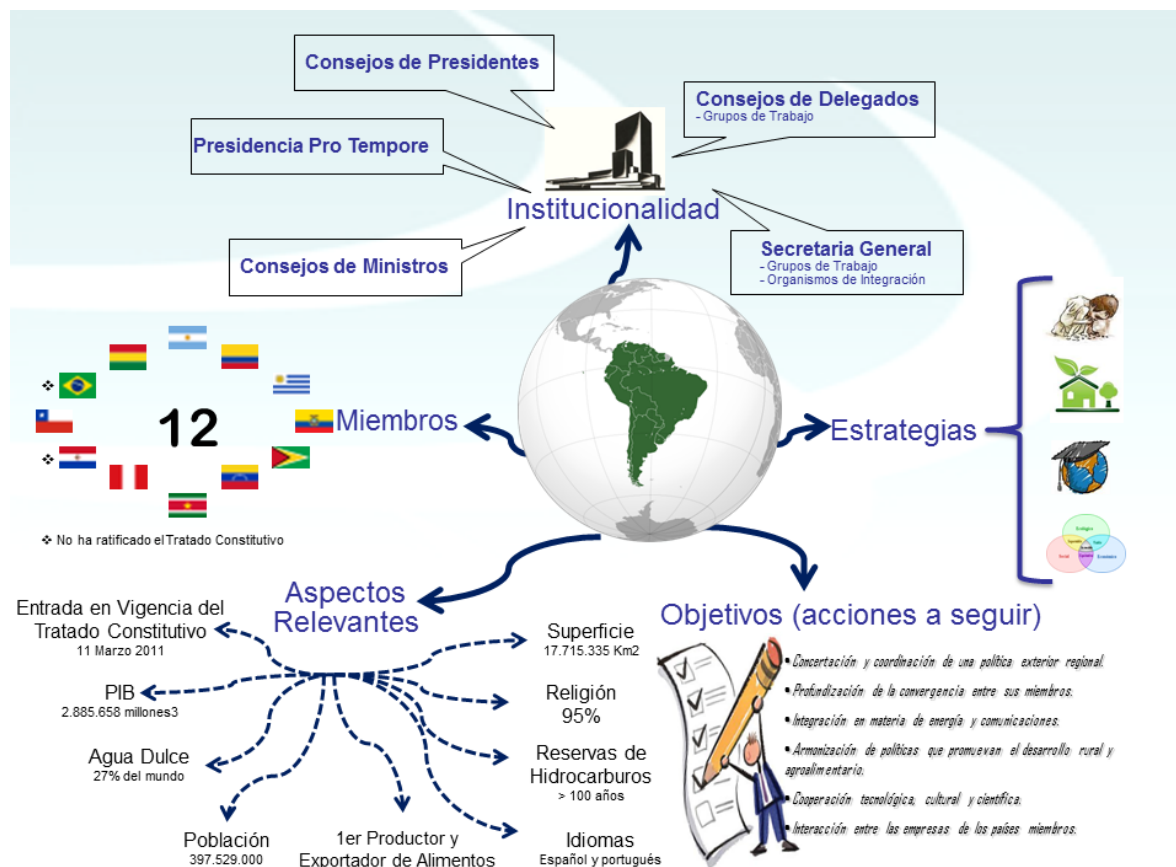 Consejos de Presidentes
Consejos de Delegados
- Grupos de Trabajo
Presidencia Pro Tempore
Institucionalidad
Consejos de Ministros
Secretaria General
- Grupos de Trabajo
- Organismos de Integración
12
Miembros
Estrategias
❖ No ha ratificado el Tratado Constitutivo
Ecológico
Social
Económico
Aspectos
Relevantes
Entrada en Vigencia del
Tratado Constitutivo
11 Marzo 2011
PIB
2.885.658 millones3
Agua Dulce
27% del mundo
Población
397.529.000
1er Productor y
Exportador de Alimentos
Superficie
17.715.335 Km2
Religión
95%
Reservas de
Hidrocarburos
> 100 años
Idiomas
Español y portugués
Objetivos (acciones a seguir)
• Concertación y coordinación de una política exterior regional.
• Profundización de la convergencia entre sus miembros.
• Integración en materia de energía y comunicaciones.
• Armonización de políticas que promuevan el desarrollo rural y
agroalimentario.
• Cooperación tecnológica, cultural y científica.
• Interacción entre las empresas de los países miembros.